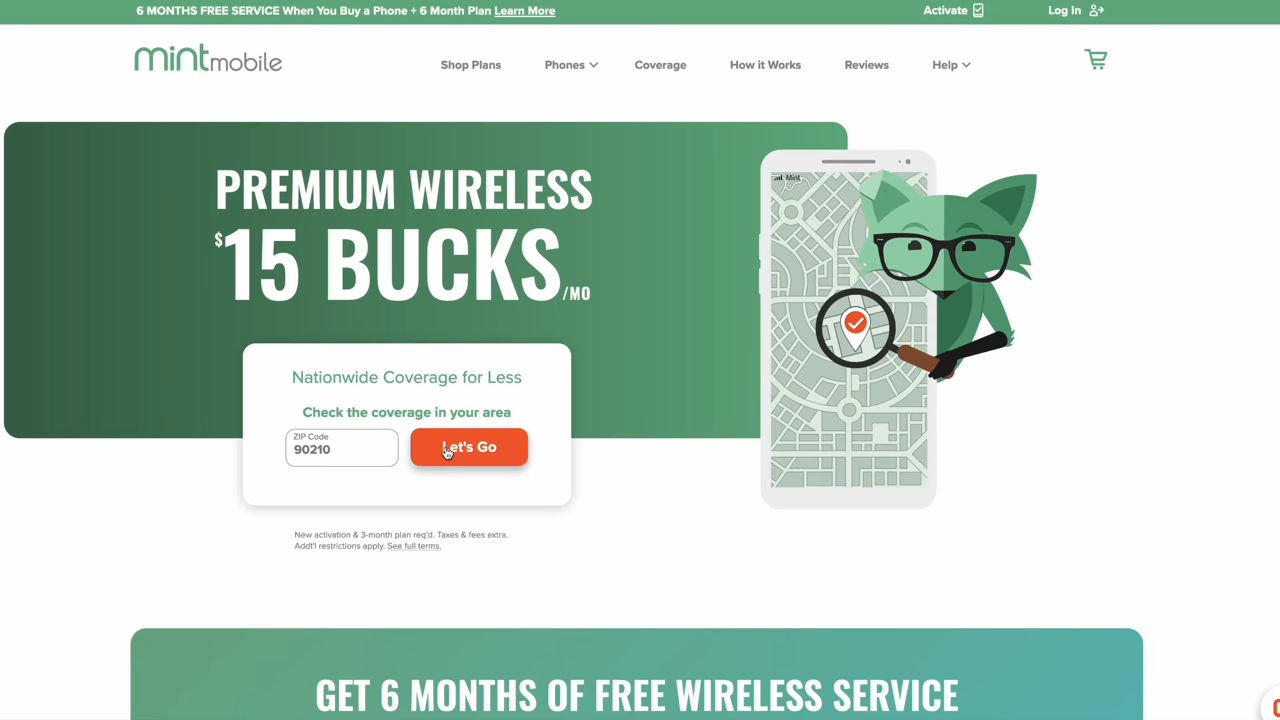 6 MONTHS FREE SERVICE When You Buy a Phone + 6 Month Plan Learn More
Activate
Log In
mintmobile
Shop Plans
Phones
Coverage
How it Works
Reviews
Help
PREMIUM WIRELESS
$15 BUCKS/MO
Mint
Nationwide Coverage for Less
Check the coverage in your area
ZIP Code
90210
Let's Go
New activation & 3-month plan req'd. Taxes & fees extra.
Addt'l restrictions apply. See full terms.
GET 6 MONTHS OF FREE WIRELESS SERVICE